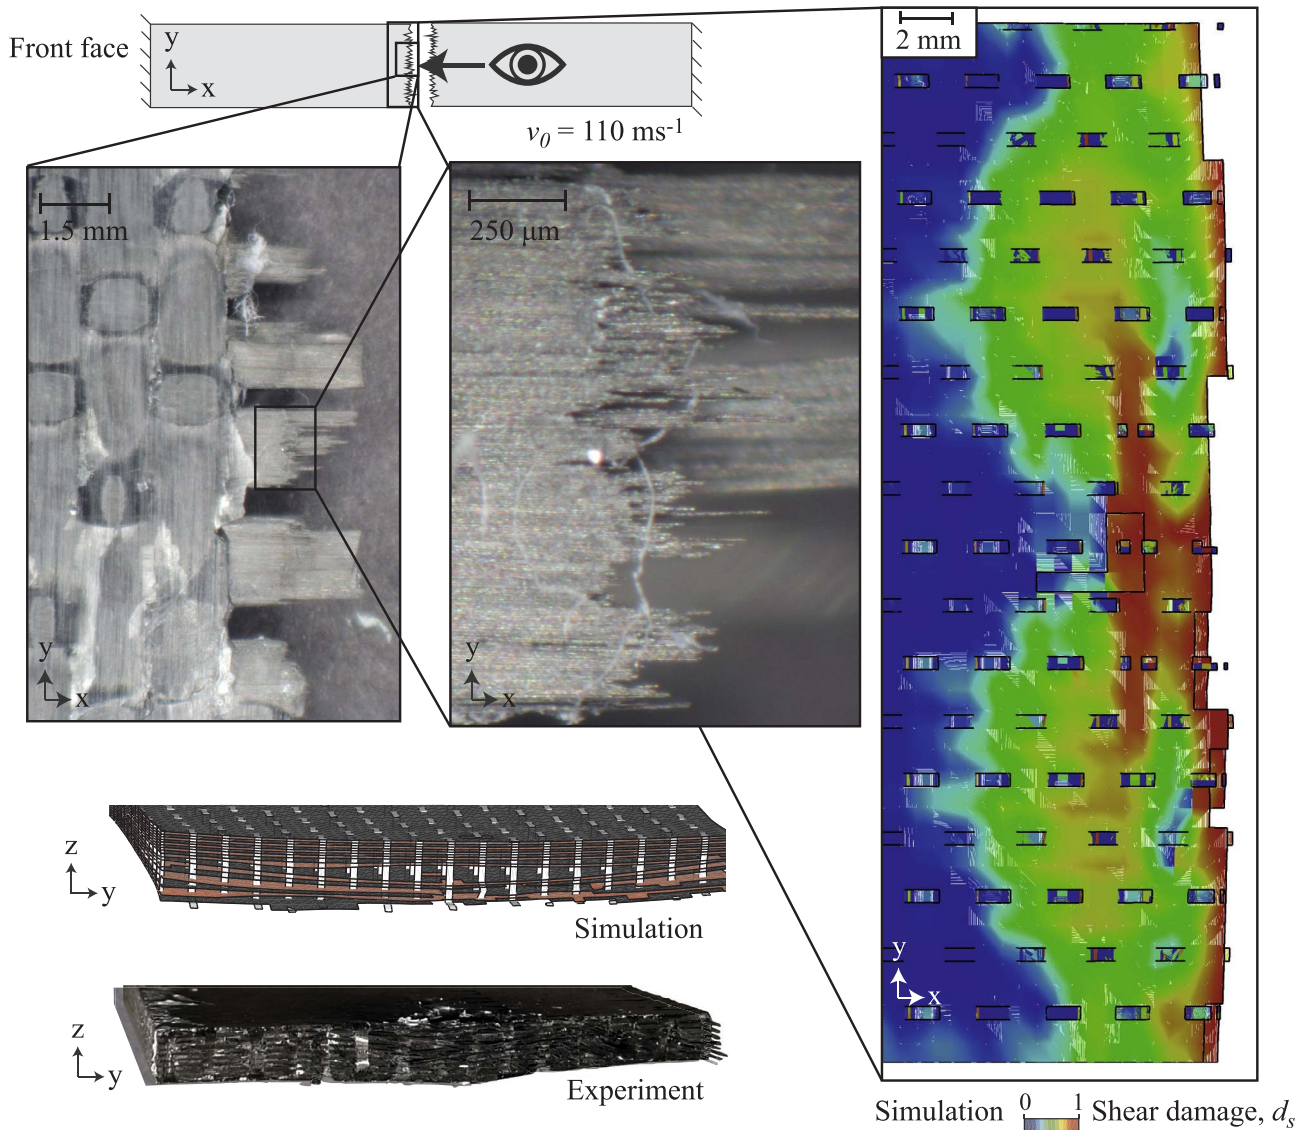 Front face
y
x
v₀ = 110 ms⁻¹
2 mm
1.5 mm
250 μm
y
x
y
x
z
y
Simulation
y
x
z
y
Experiment
Simulation 0 1 Shear damage, dₛ